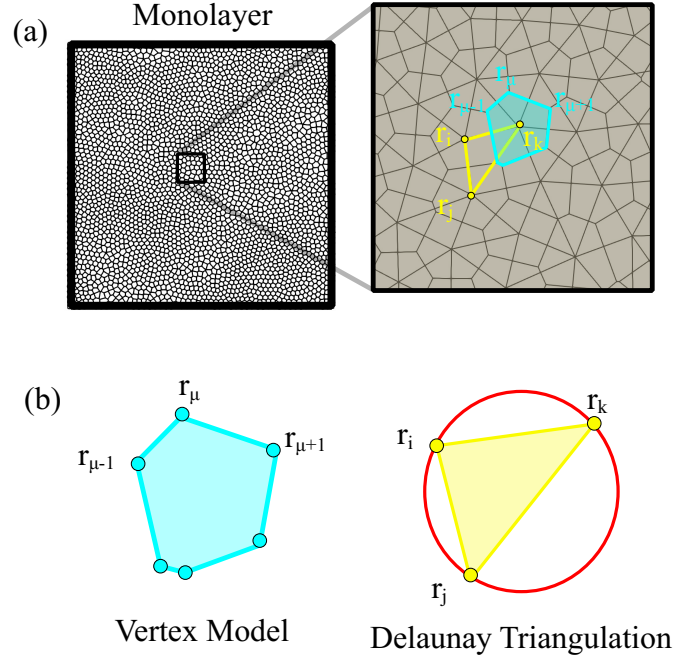 (a)
Monolayer
r_μ
r_μ-1
r_μ+1
r_i
r_k
r_j
(b)
r_μ
r_μ-1
r_μ+1
r_k
r_i
r_j
Vertex Model
Delaunay Triangulation